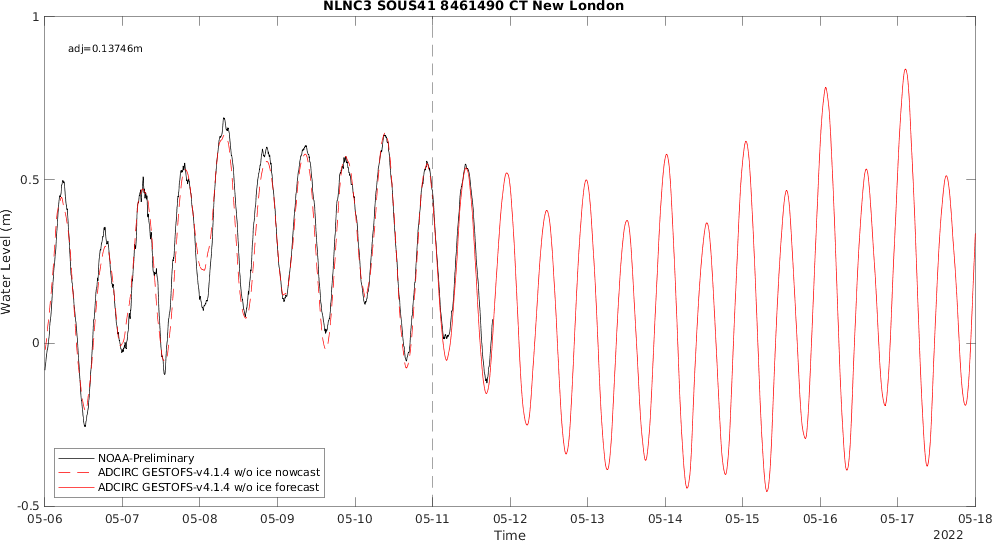 NLNC3 SOUS41 8461490 CT New London
1
adj=0.13746m
0.5
Water Level (m)
0
NOAA-Preliminary
ADCIRC GESTOFS-v4.1.4 w/o ice nowcast
ADCIRC GESTOFS-v4.1.4 w/o ice forecast
-0.5
05-06 05-07 05-08 05-09 05-10 05-11 05-12 05-13 05-14 05-15 05-16 05-17 05-18
Time
2022